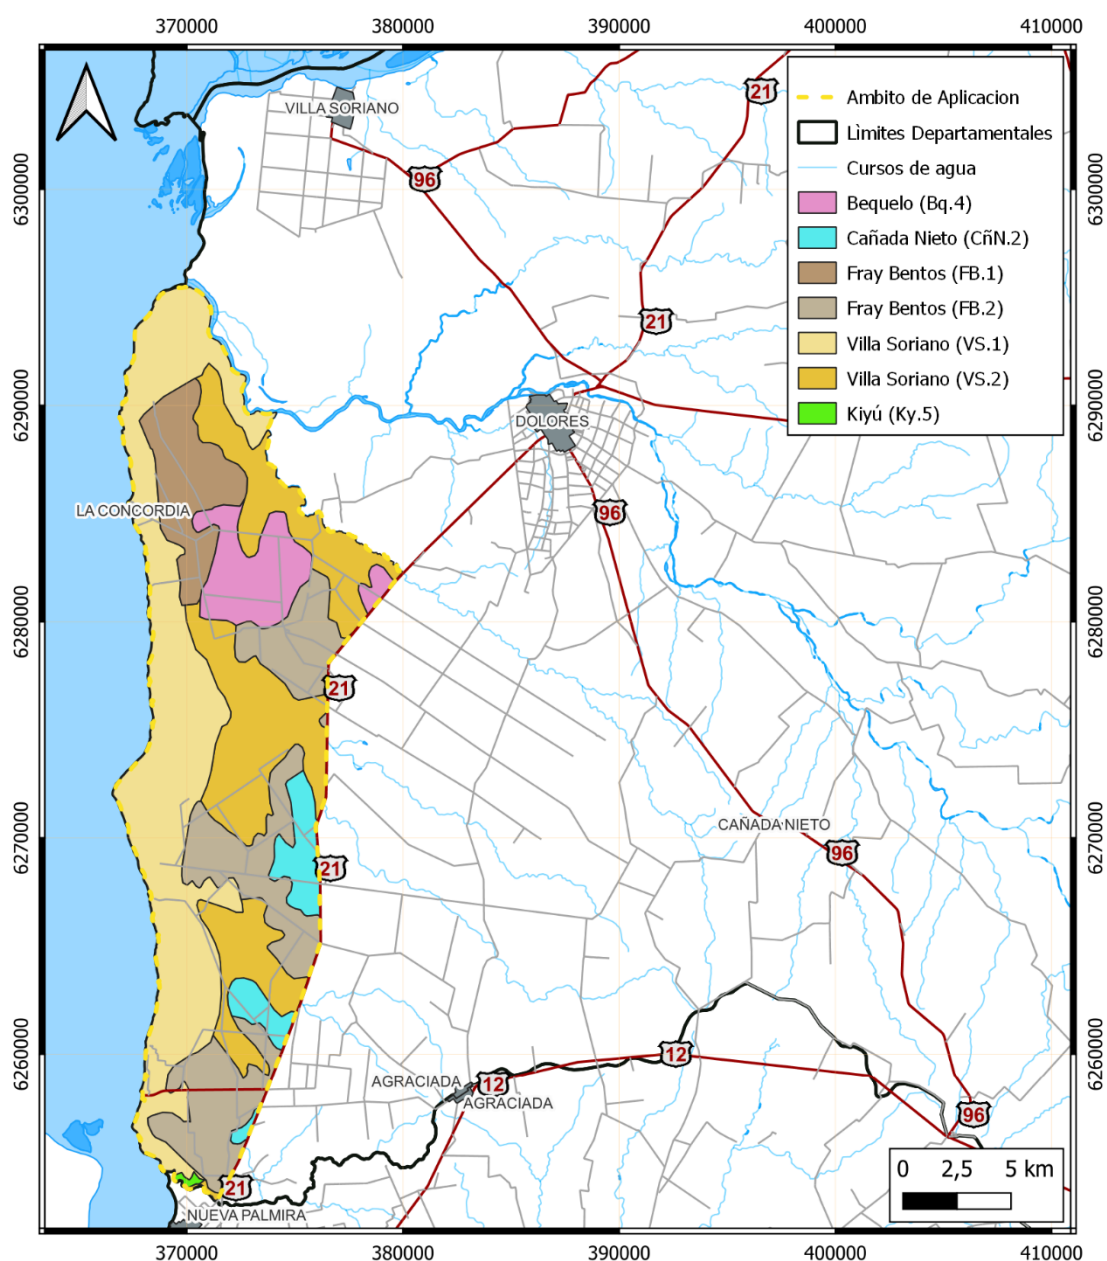 370000 380000 390000 400000 410000
6300000
6290000
6280000
6270000
6260000
6300000
6290000
6280000
6270000
6260000
Ambito de Aplicacion
Lìmites Departamentales
Cursos de agua
Bequelo (Bq.4)
Cañada Nieto (CñN.2)
Fray Bentos (FB.1)
Fray Bentos (FB.2)
Villa Soriano (VS.1)
Villa Soriano (VS.2)
Kiyú (Ky.5)
21
VILLA SORIANO
96
21
DOLORES
LA CONCORDIA
96
21
CAÑADA NIETO
96
21
12
AGRACIADA
12
AGRACIADA
96
21
NUEVA PALMIRA
0 2,5 5 km
370000 380000 390000 400000 410000